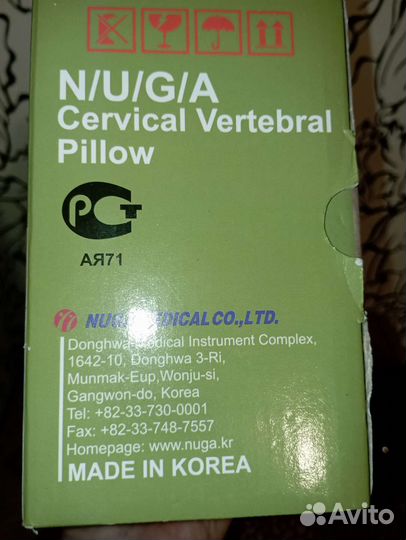 N/U/G/A
Cervical Vertebral
Pillow
РСТ
АЯ71
NUGA MEDICAL CO.,LTD.
Donghwa Medical Instrument Complex,
1642-10, Donghwa 3-Ri,
Munmak-Eup,Wonju-si,
Gangwon-do, Korea
Tel: +82-33-730-0001
Fax: +82-33-748-7557
Homepage: www.nuga.kr
MADE IN KOREA
Avito